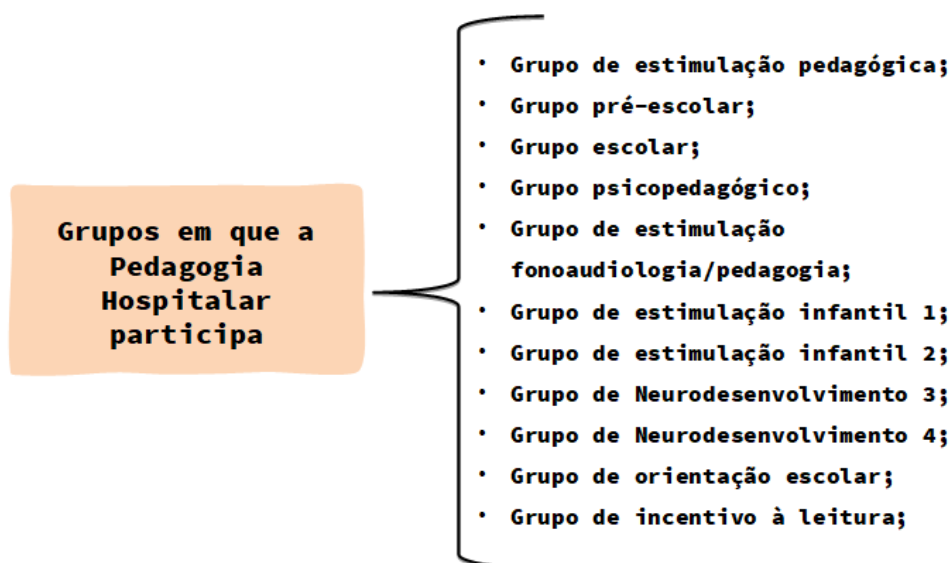 Grupos em que a
Pedagogia
Hospitalar
participa
• Grupo de estimulação pedagógica;
• Grupo pré-escolar;
• Grupo escolar;
• Grupo psicopedagógico;
• Grupo de estimulação
fonoaudiologia/pedagogia;
• Grupo de estimulação infantil 1;
• Grupo de estimulação infantil 2;
• Grupo de Neurodesenvolvimento 3;
• Grupo de Neurodesenvolvimento 4;
• Grupo de orientação escolar;
• Grupo de incentivo à leitura;